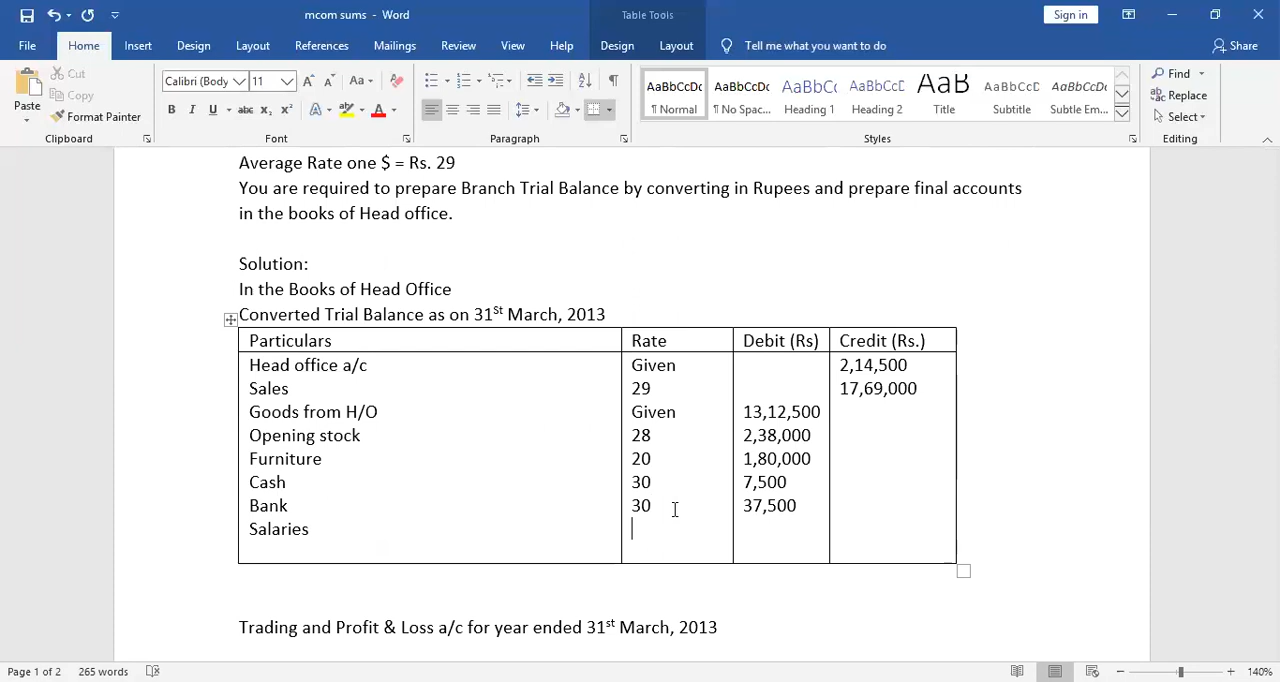 mcom sums - Word
Table Tools
Sign in
File Home Insert Design Layout References Mailings Review View Help Design Layout Tell me what you want to do Share
Paste Cut Copy Format Painter
Calibri (Body 11
Clipboard Font Paragraph Styles Editing
AaBbCcDc AaBbCcDc AaBbCc AaBbCcD AaB AaBbCcD AaBbCcDc
¶ Normal ¶ No Spac... Heading 1 Heading 2 Title Subtitle Subtle Em...
Find
Replace
Select
Average Rate one $ = Rs. 29
You are required to prepare Branch Trial Balance by converting in Rupees and prepare final accounts
in the books of Head office.
Solution:
In the Books of Head Office
Converted Trial Balance as on 31St March, 2013
Particulars Rate Debit (Rs) Credit (Rs.)
Head office a/c Given 2,14,500
Sales 29 17,69,000
Goods from H/O Given 13,12,500
Opening stock 28 2,38,000
Furniture 20 1,80,000
Cash 30 7,500
Bank 30 37,500
Salaries
Trading and Profit & Loss a/c for year ended 31st March, 2013
Page 1 of 2 265 words 140%